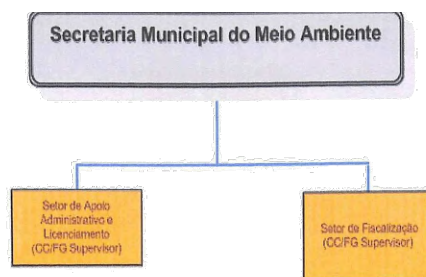 Secretaria Municipal do Meio Ambiente
Setor de Apoio
Administrativo e
Licenciamento
(CC/FG Supervisor)
Setor de Fiscalização
(CC/FG Supervisor)